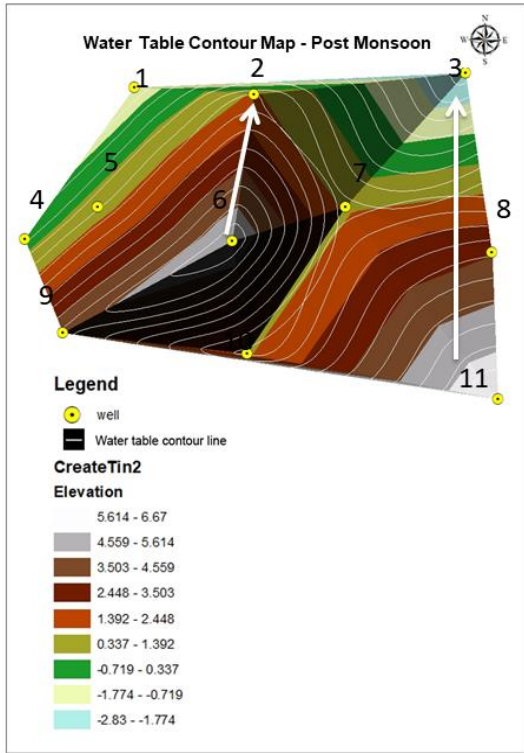 Water Table Contour Map - Post Monsoon
N
W E
S
1
2
3
4
5
6
7
8
9
10
11
Legend
well
Water table contour line
CreateTin2
Elevation
5.614 - 6.67
4.559 - 5.614
3.503 - 4.559
2.448 - 3.503
1.392 - 2.448
0.337 - 1.392
-0.719 - 0.337
-1.774 - -0.719
-2.83 - -1.774